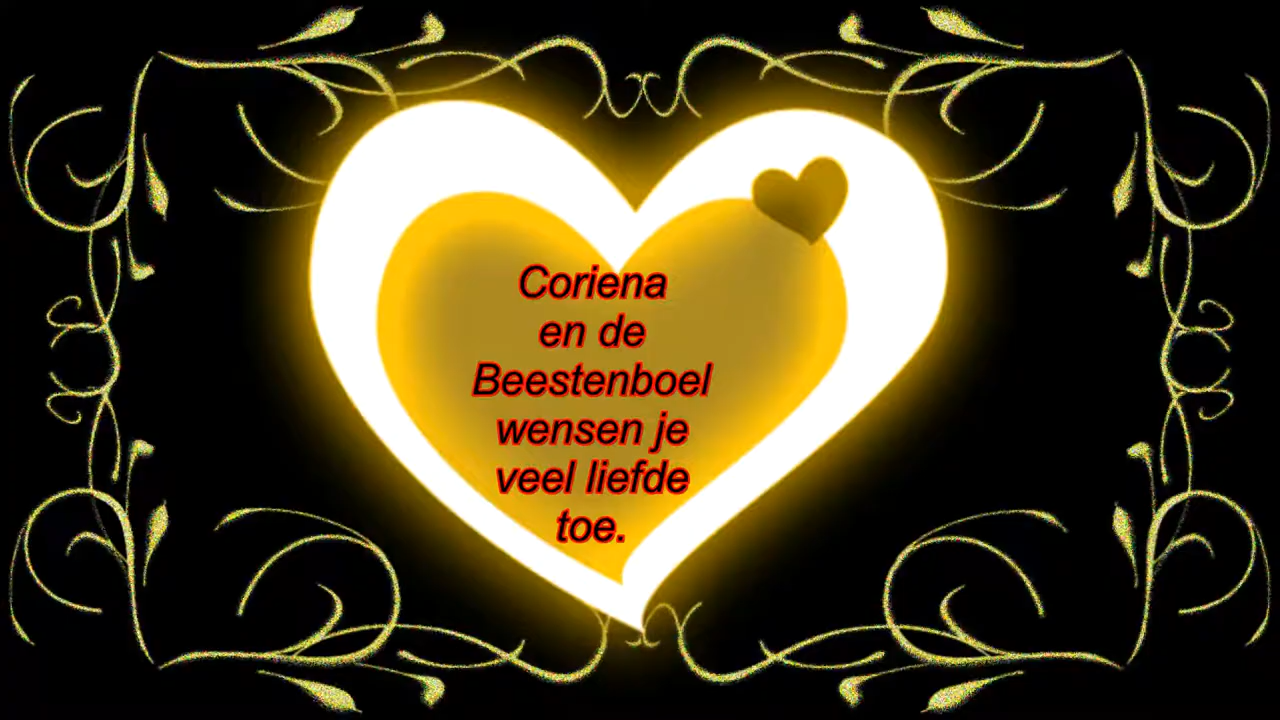 Coriena
en de
Beestenboel
wensen je
veel liefde
toe.